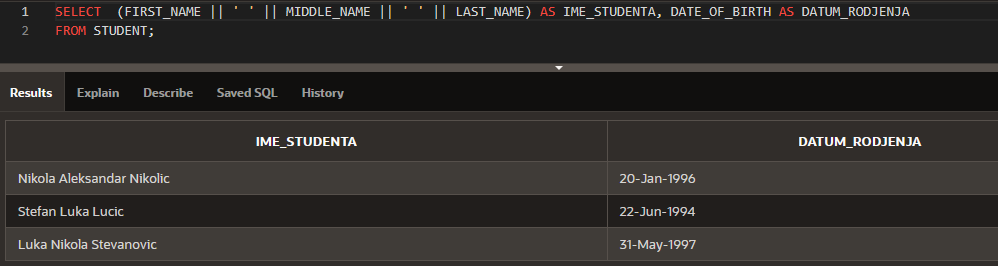 1 SELECT (FIRST_NAME || ' ' || MIDDLE_NAME || ' ' || LAST_NAME) AS IME_STUDENTA, DATE_OF_BIRTH AS DATUM_RODJENJA
2 FROM STUDENT;
Results Explain Describe Saved SQL History
IME_STUDENTA DATUM_RODJENJA
Nikola Aleksandar Nikolic 20-Jan-1996
Stefan Luka Lucic 22-Jun-1994
Luka Nikola Stevanovic 31-May-1997